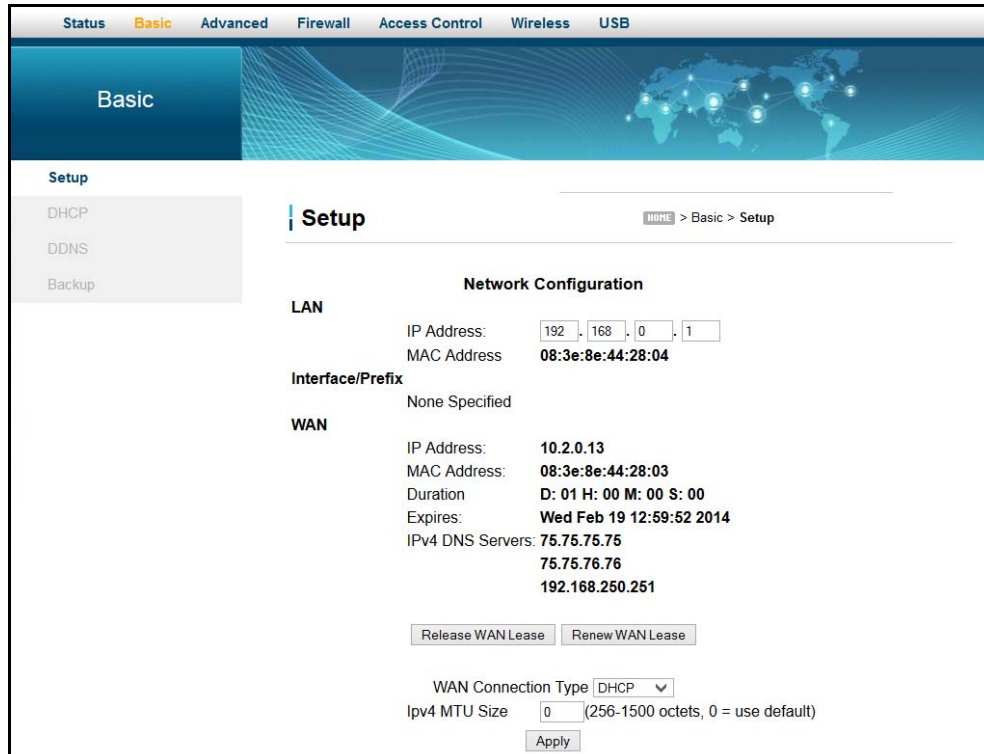 Status Basic Advanced Firewall Access Control Wireless USB
Basic
Setup
DHCP
DDNS
Backup
Setup
HOME > Basic > Setup
Network Configuration
LAN
IP Address: 192 . 168 . 0 . 1
MAC Address 08:3e:8e:44:28:04
Interface/Prefix
None Specified
WAN
IP Address: 10.2.0.13
MAC Address: 08:3e:8e:44:28:03
Duration D: 01 H: 00 M: 00 S: 00
Expires: Wed Feb 19 12:59:52 2014
IPv4 DNS Servers: 75.75.75.75
75.75.76.76
192.168.250.251
Release WAN Lease Renew WAN Lease
WAN Connection Type DHCP
Ipv4 MTU Size 0 (256-1500 octets, 0 = use default)
Apply